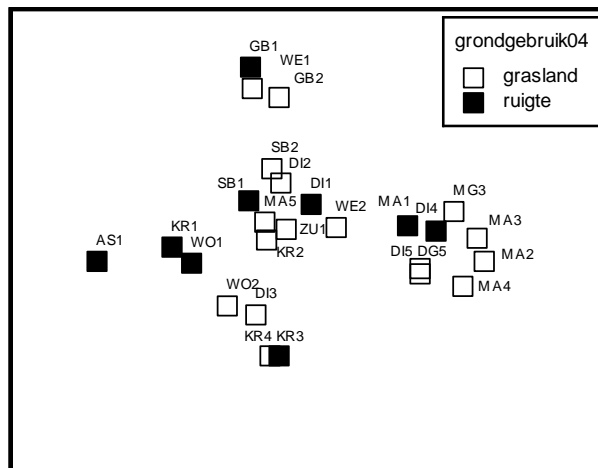 grondgebruik04
grasland
ruigte
GB1
WE1
GB2
SB2
DI2
SB1
MA5
DI1
ZU1
WE2
KR2
MA1
DI4
MG3
MA3
DI5
DG5
MA2
MA4
AS1
KR1
WO1
WO2
DI3
KR4
KR3